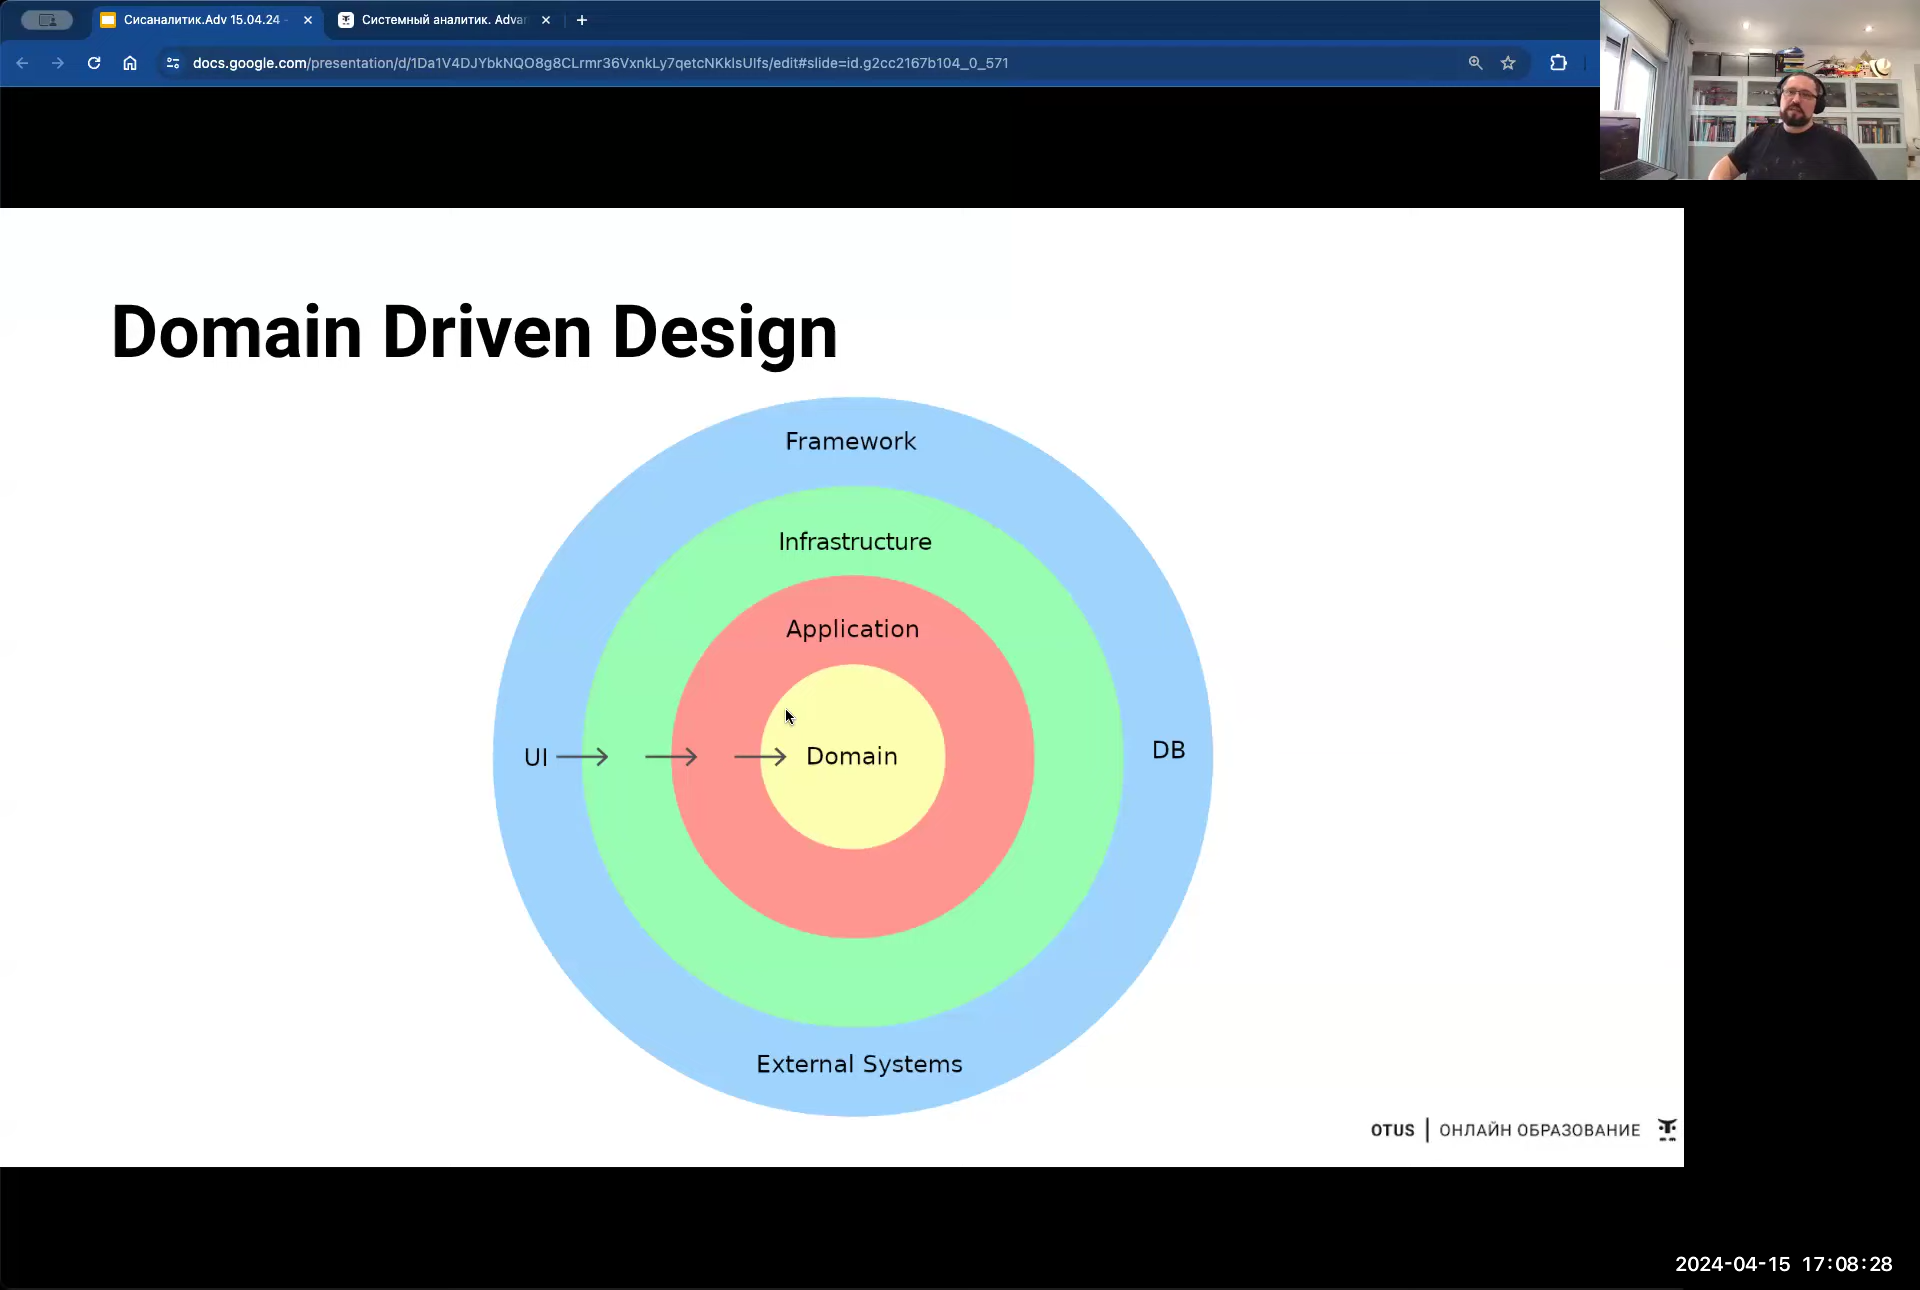 Сисаналитик.Adv 15.04.24 -
Системный аналитик. Advan
docs.google.com/presentation/d/1Da1V4DJYbkNQO8g8CLrmr36VxnkLy7qetcNKklsUlfs/edit#slide=id.g2cc2167b104_0_571
Domain Driven Design
Framework
Infrastructure
Application
UI
Domain
DB
External Systems
OTUS | ОНЛАЙН ОБРАЗОВАНИЕ
2024-04-15 17:08:28